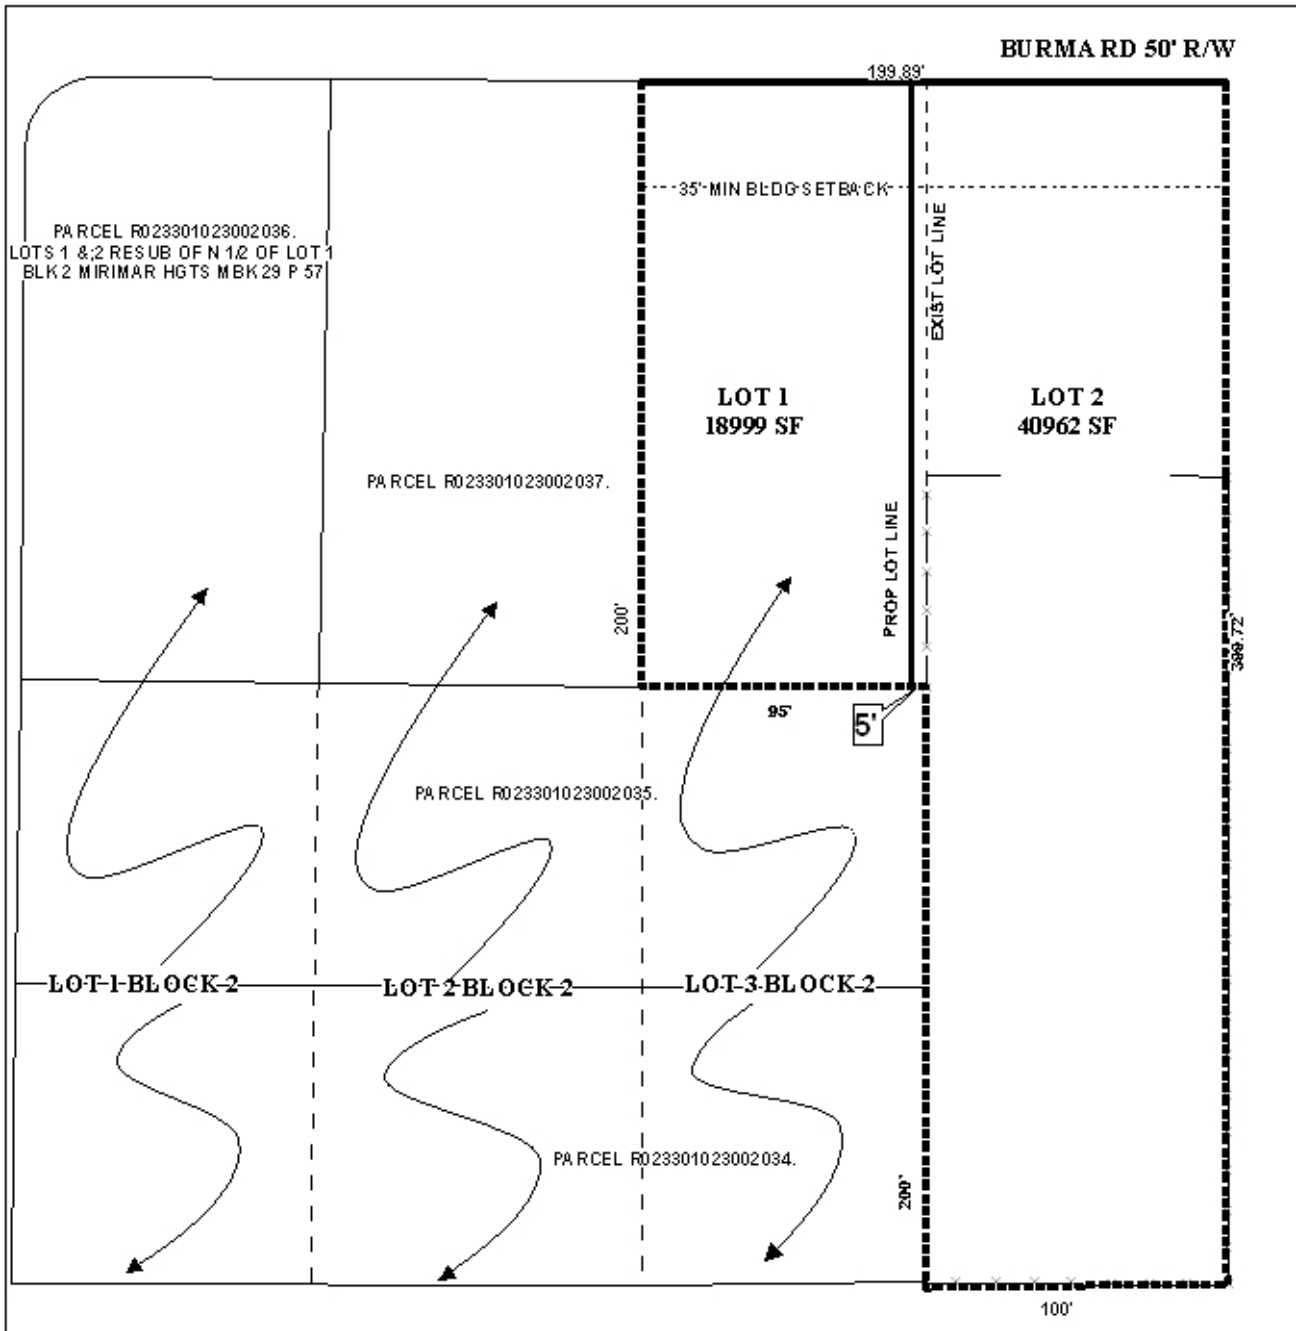 BURMA RD 50' R/W
199.89'
35' MIN BLDG SETBACK
PARCEL R023301023002036.
LOTS 1 &;2 RESUB OF N 1/2 OF LOT 1
BLK 2 MIRIMAR HGTS MBK 29 P 57
EXIST LOT LINE
LOT 1
18999 SF
LOT 2
40962 SF
PARCEL R023301023002037.
PROP LOT LINE
200'
95'
5'
PARCEL R023301023002035.
LOT 1 BLOCK 2
LOT 2 BLOCK 2
LOT 3 BLOCK 2
PARCEL R023301023002034.
200'
100'